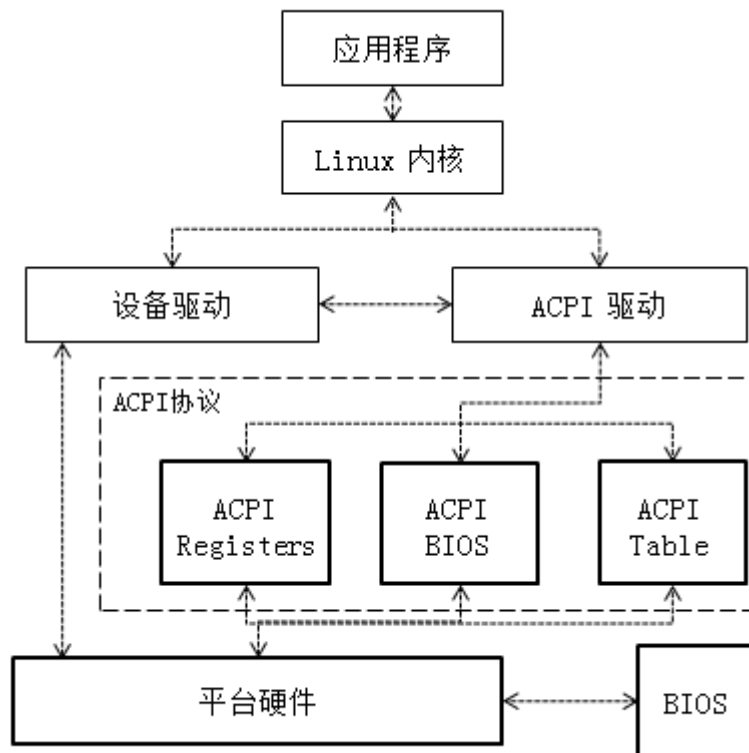 应用程序
Linux 内核
设备驱动
ACPI 驱动
ACPI协议
ACPI
Registers
ACPI
BIOS
ACPI
Table
平台硬件
BIOS